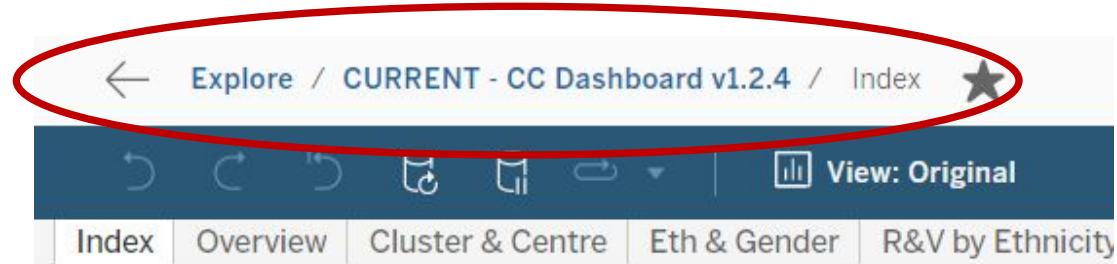 Explore / CURRENT - CC Dashboard v1.2.4 / Index
View: Original
Index Overview Cluster & Centre Eth & Gender R&V by Ethnicity